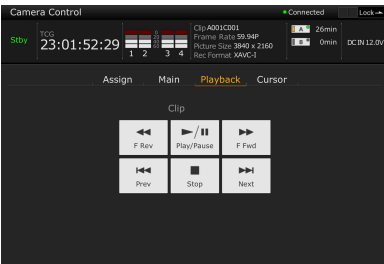 Camera Control
Connected
Lock
Stby
TCG
23:01:52:29
1 2 3 4
Clip A001C001
Frame Rate 59.94P
Picture Size 3840 x 2160
Rec Format XAVC-I
A 26min
B 0min
DC IN 12.0V
Assign Main Playback Cursor
Clip
F Rev Play/Pause F Fwd
Prev Stop Next